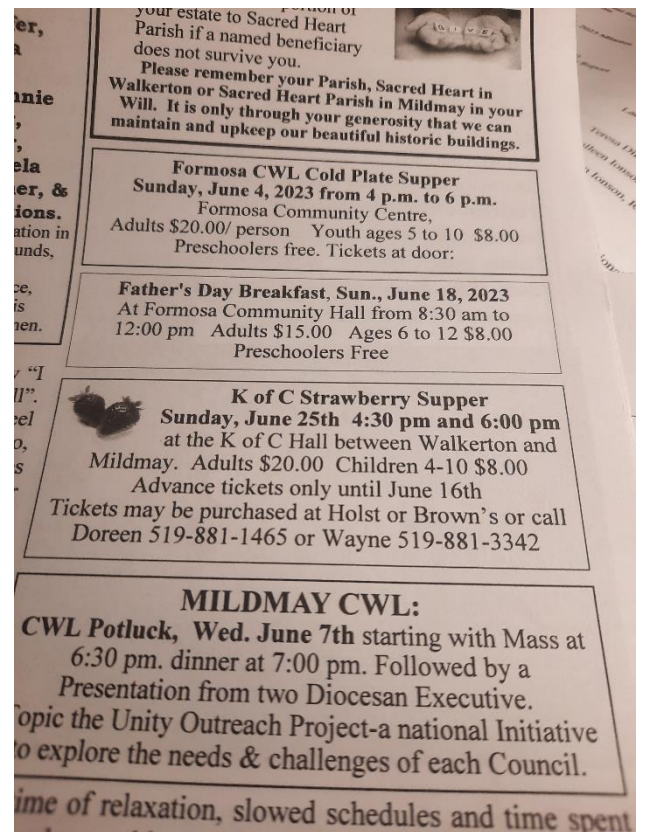 your estate to Sacred Heart
Parish if a named beneficiary
does not survive you.
Please remember your Parish, Sacred Heart in
Walkerton or Sacred Heart Parish in Mildmay in your
Will. It is only through your generosity that we can
maintain and upkeep our beautiful historic buildings.
Formosa CWL Cold Plate Supper
Sunday, June 4, 2023 from 4 p.m. to 6 p.m.
Formosa Community Centre,
Adults $20.00/ person Youth ages 5 to 10 $8.00
Preschoolers free. Tickets at door:
Father's Day Breakfast, Sun., June 18, 2023
At Formosa Community Hall from 8:30 am to
12:00 pm Adults $15.00 Ages 6 to 12 $8.00
Preschoolers Free
K of C Strawberry Supper
Sunday, June 25th 4:30 pm and 6:00 pm
at the K of C Hall between Walkerton and
Mildmay. Adults $20.00 Children 4-10 $8.00
Advance tickets only until June 16th
Tickets may be purchased at Holst or Brown's or call
Doreen 519-881-1465 or Wayne 519-881-3342
MILDMAY CWL:
CWL Potluck, Wed. June 7th starting with Mass at
6:30 pm. dinner at 7:00 pm. Followed by a
Presentation from two Diocesan Executive.
opic the Unity Outreach Project-a national Initiative
to explore the needs & challenges of each Council.
ime of relaxation, slowed schedules and time spent